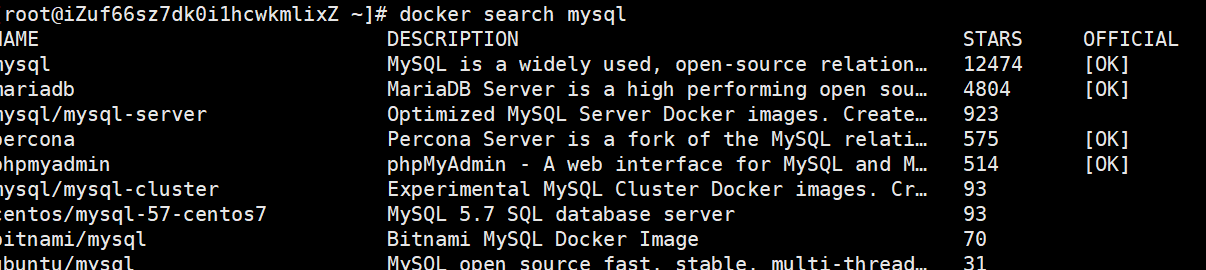 root@iZuf66sz7dk0i1hcwkmlixZ ~]# docker search mysql
NAME DESCRIPTION STARS OFFICIAL
mysql MySQL is a widely used, open-source relation… 12474 [OK]
mariadb MariaDB Server is a high performing open sou… 4804 [OK]
mysql/mysql-server Optimized MySQL Server Docker images. Create… 923
percona Percona Server is a fork of the MySQL relati… 575 [OK]
phpmyadmin phpMyAdmin - A web interface for MySQL and M… 514 [OK]
mysql/mysql-cluster Experimental MySQL Cluster Docker images. Cr… 93
centos/mysql-57-centos7 MySQL 5.7 SQL database server 93
bitnami/mysql Bitnami MySQL Docker Image 70
ubuntu/mysql MySQL open source fast, stable, multi-thread… 31